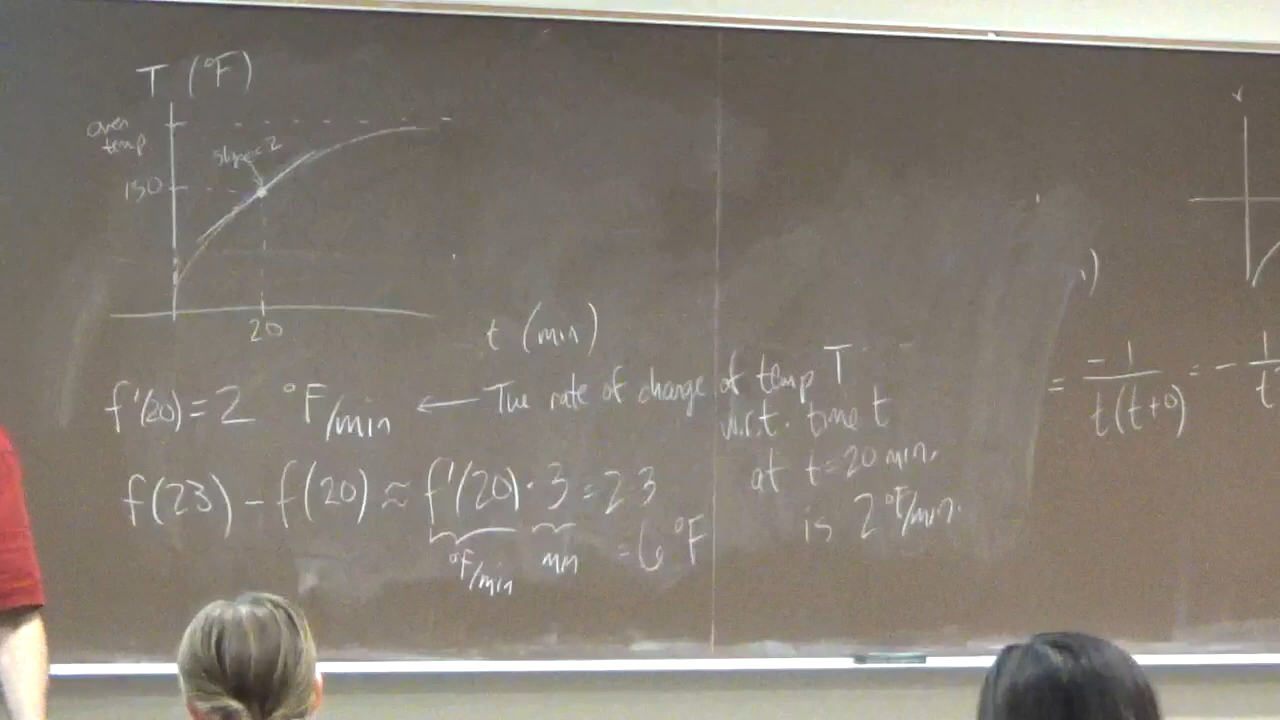 T (°F)
oven
temp
slope=2
150
20
t (min)
f'(20) = 2 °F/min ← The rate of change of temp T
w.r.t. time t
at t=20 min.
is 2 °F/min.
f(23) - f(20) ≈ f'(20) · 3 = 2·3
°F/min min
= 6 °F
= -1/t(t+0) = - 1/t